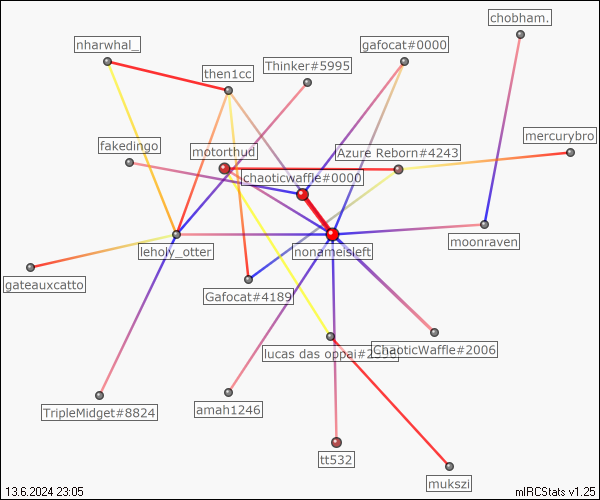 chobham.
nharwhal_
gafocat#0000
Thinker#5995
then1cc
mercurybro
fakedingo
motorthud
Azure Reborn#4243
chaoticwaffle#0000
leholy_otter
nonameisleft
moonraven
gateauxcatto
Gafocat#4189
lucas das oppai#2
ChaoticWaffle#2006
TripleMidget#8824
amah1246
tt532
mukszi
13.6.2024 23:05
mIRCStats v1.25